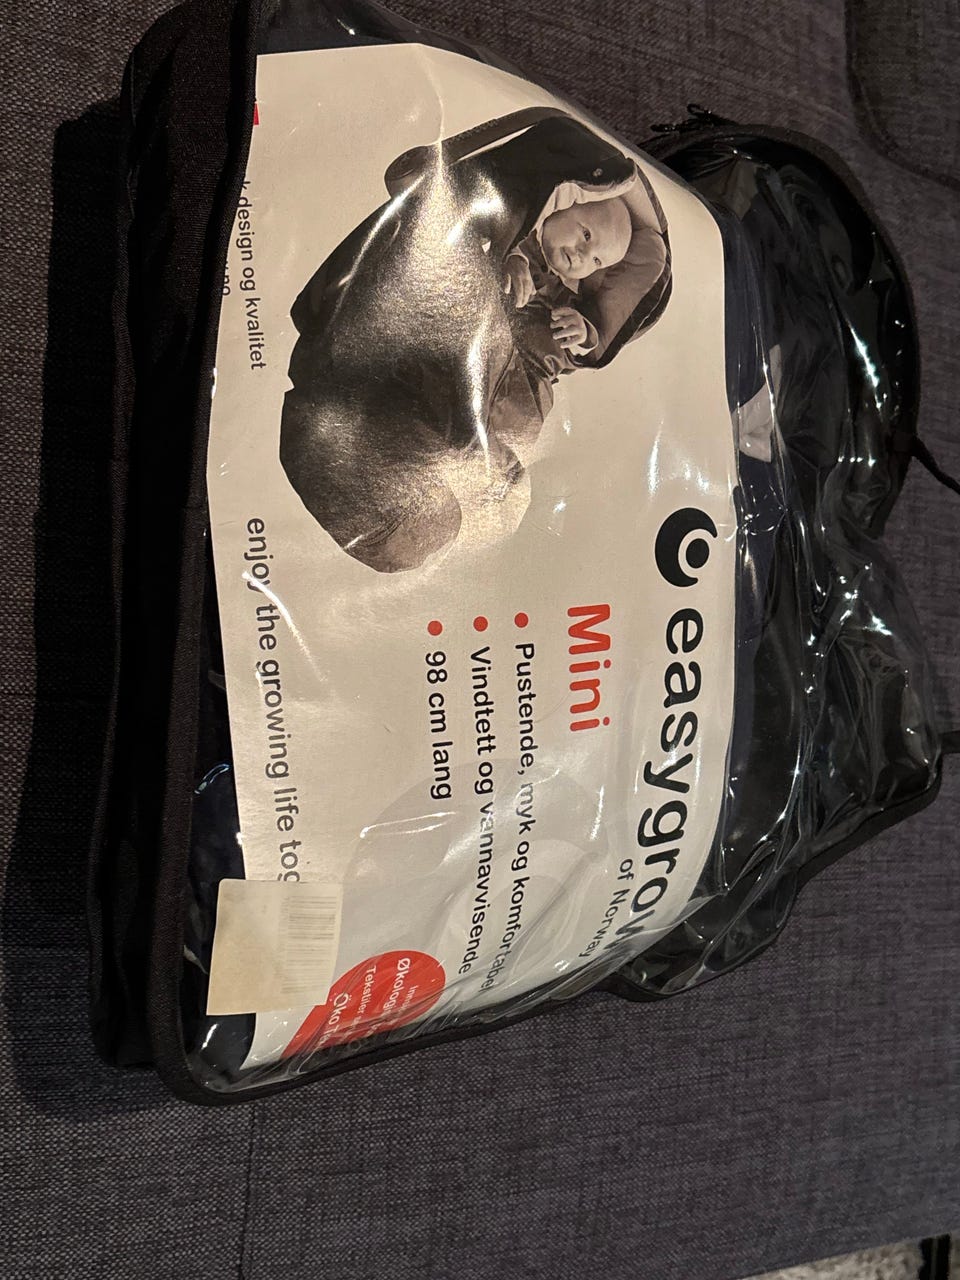 easygrow
of Norway
Mini
• Pustende, myk og komfortabel
• Vindtett og vannavvisende
• 98 cm lang
design og kvalitet
enjoy the growing life tog
Tekstiler